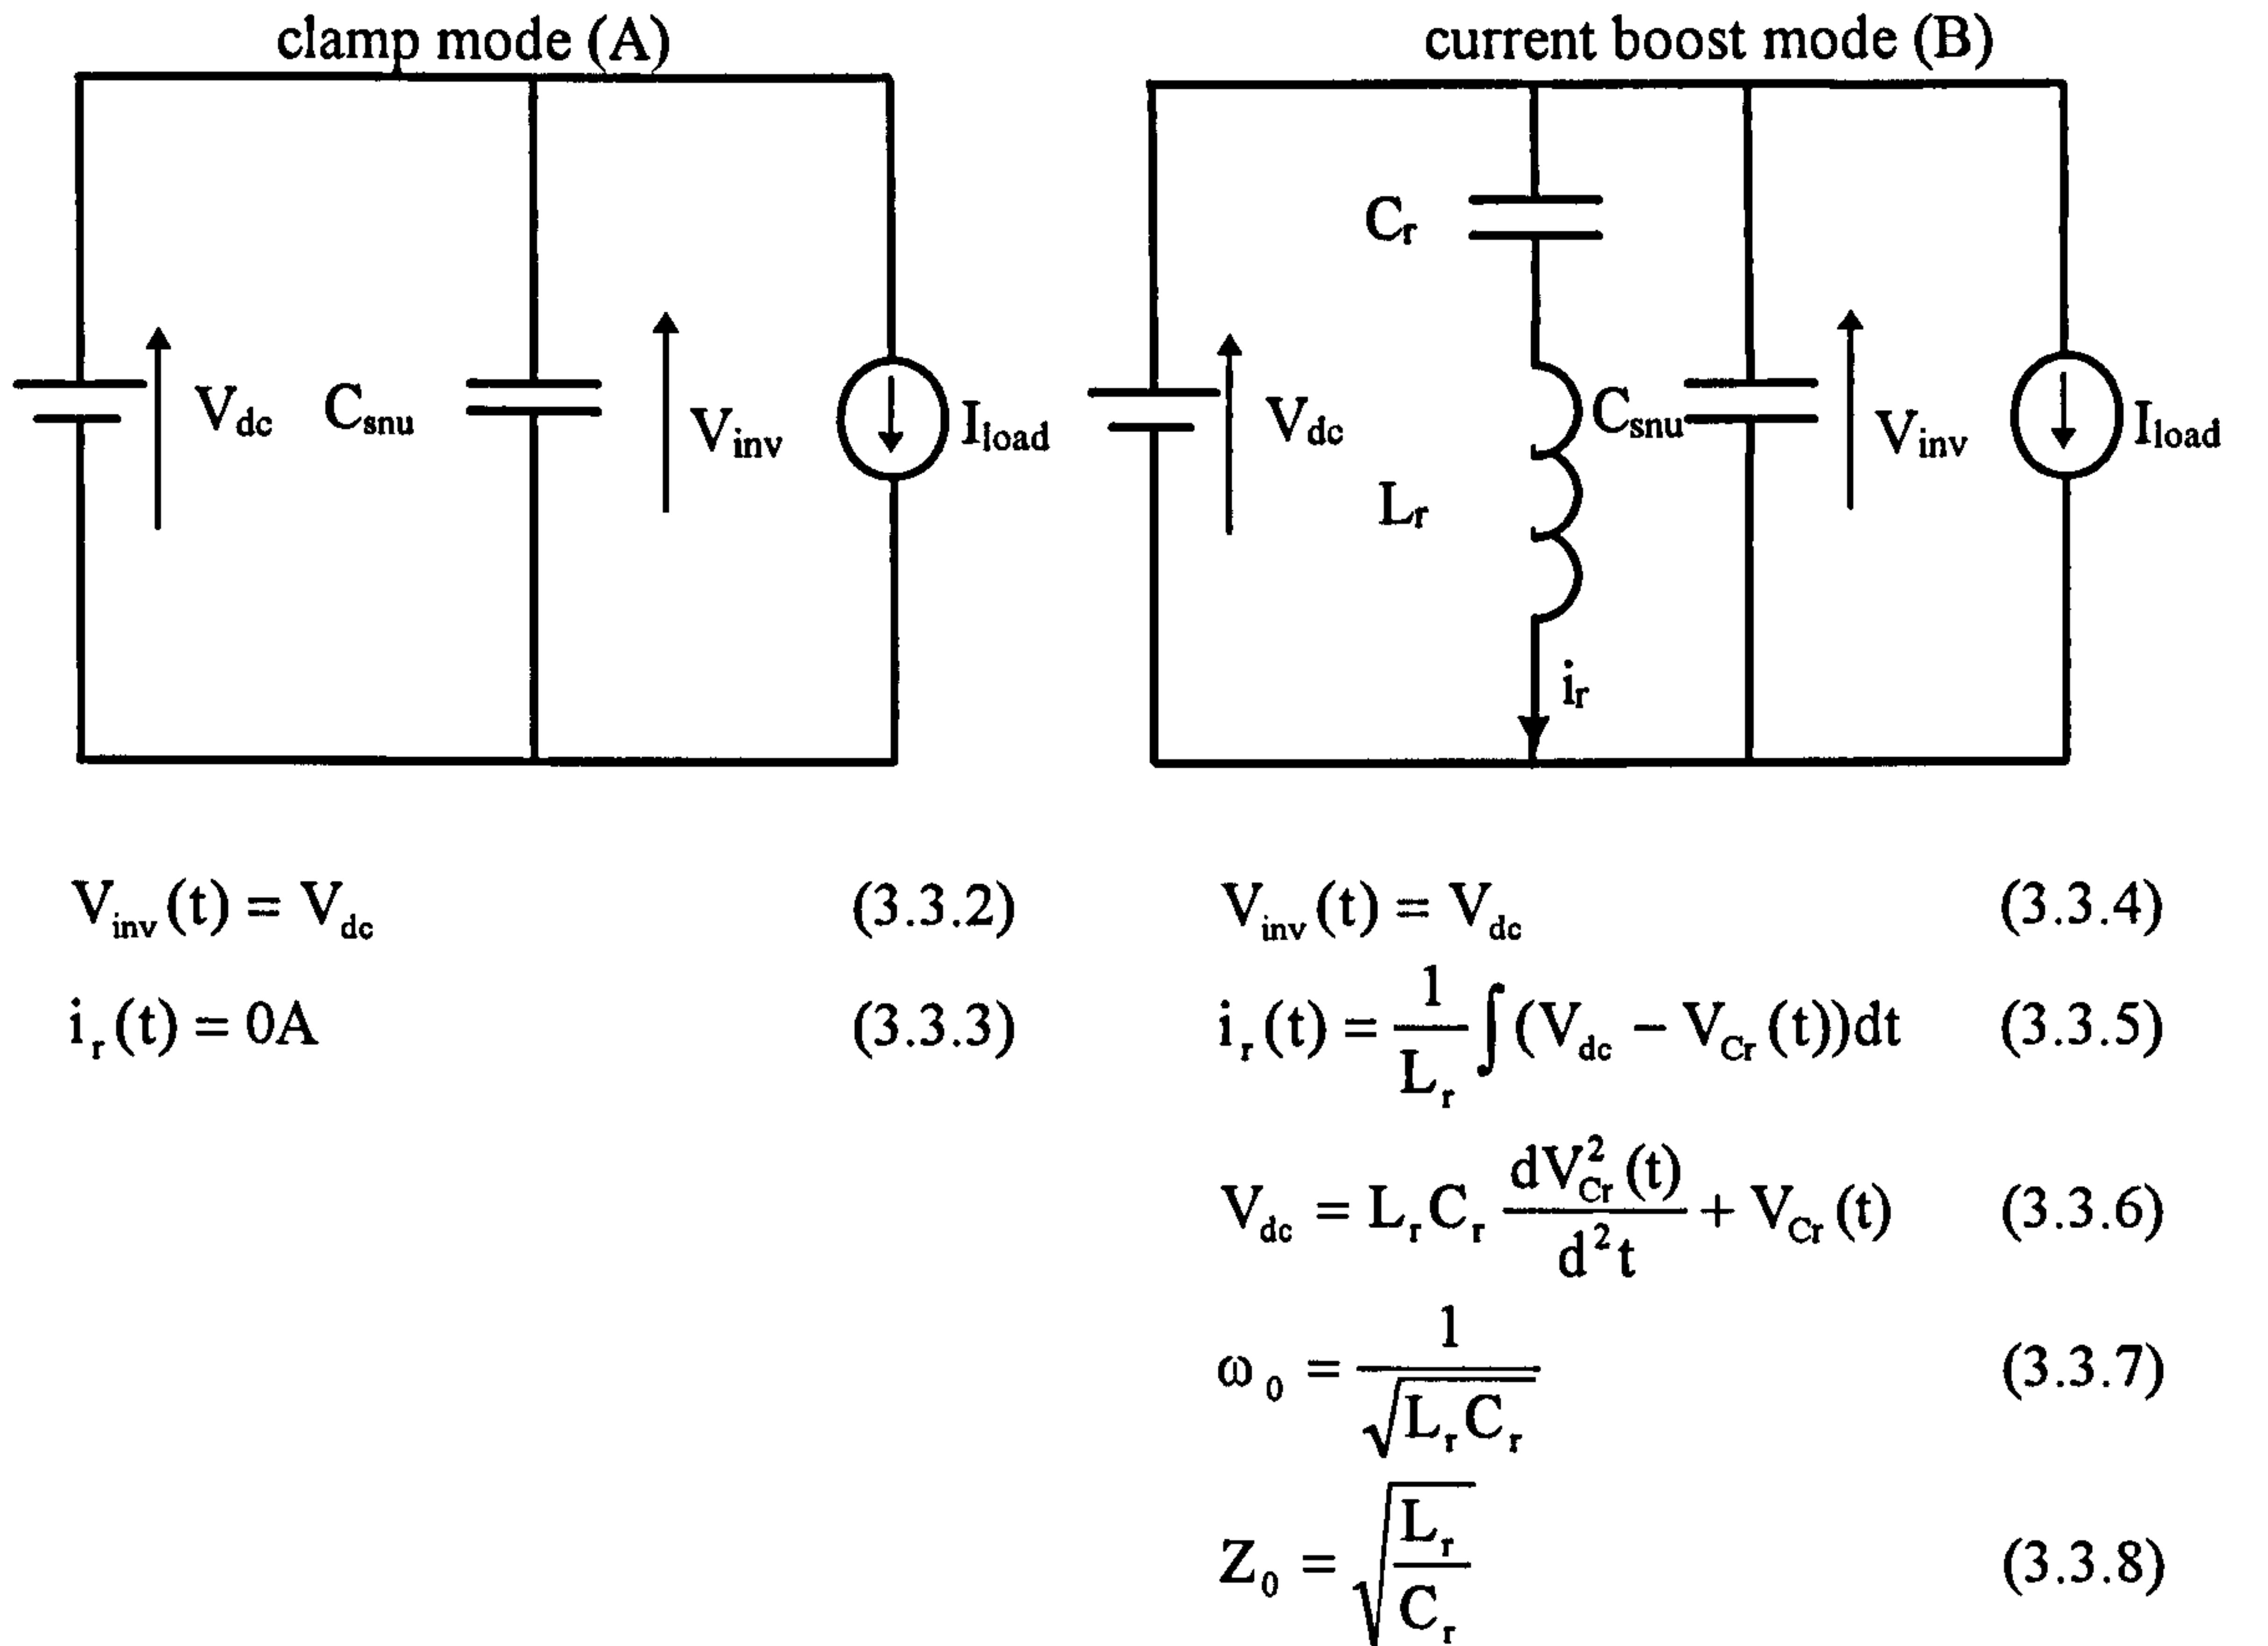 clamp mode (A)
V_dc
C_snu
V_inv
I_load
current boost mode (B)
C_r
V_dc
L_r
C_snu
V_inv
I_load
i_r
V_inv(t) = V_dc (3.3.2)
i_r(t) = 0A (3.3.3)
V_inv(t) = V_dc (3.3.4)
i_r(t) = 1/L_r ∫(V_dc − V_Cr(t))dt (3.3.5)
V_dc = L_r C_r dV_Cr^2(t)/d^2t + V_Cr(t) (3.3.6)
ω_0 = 1/√(L_r C_r) (3.3.7)
Z_0 = √(L_r/C_r) (3.3.8)